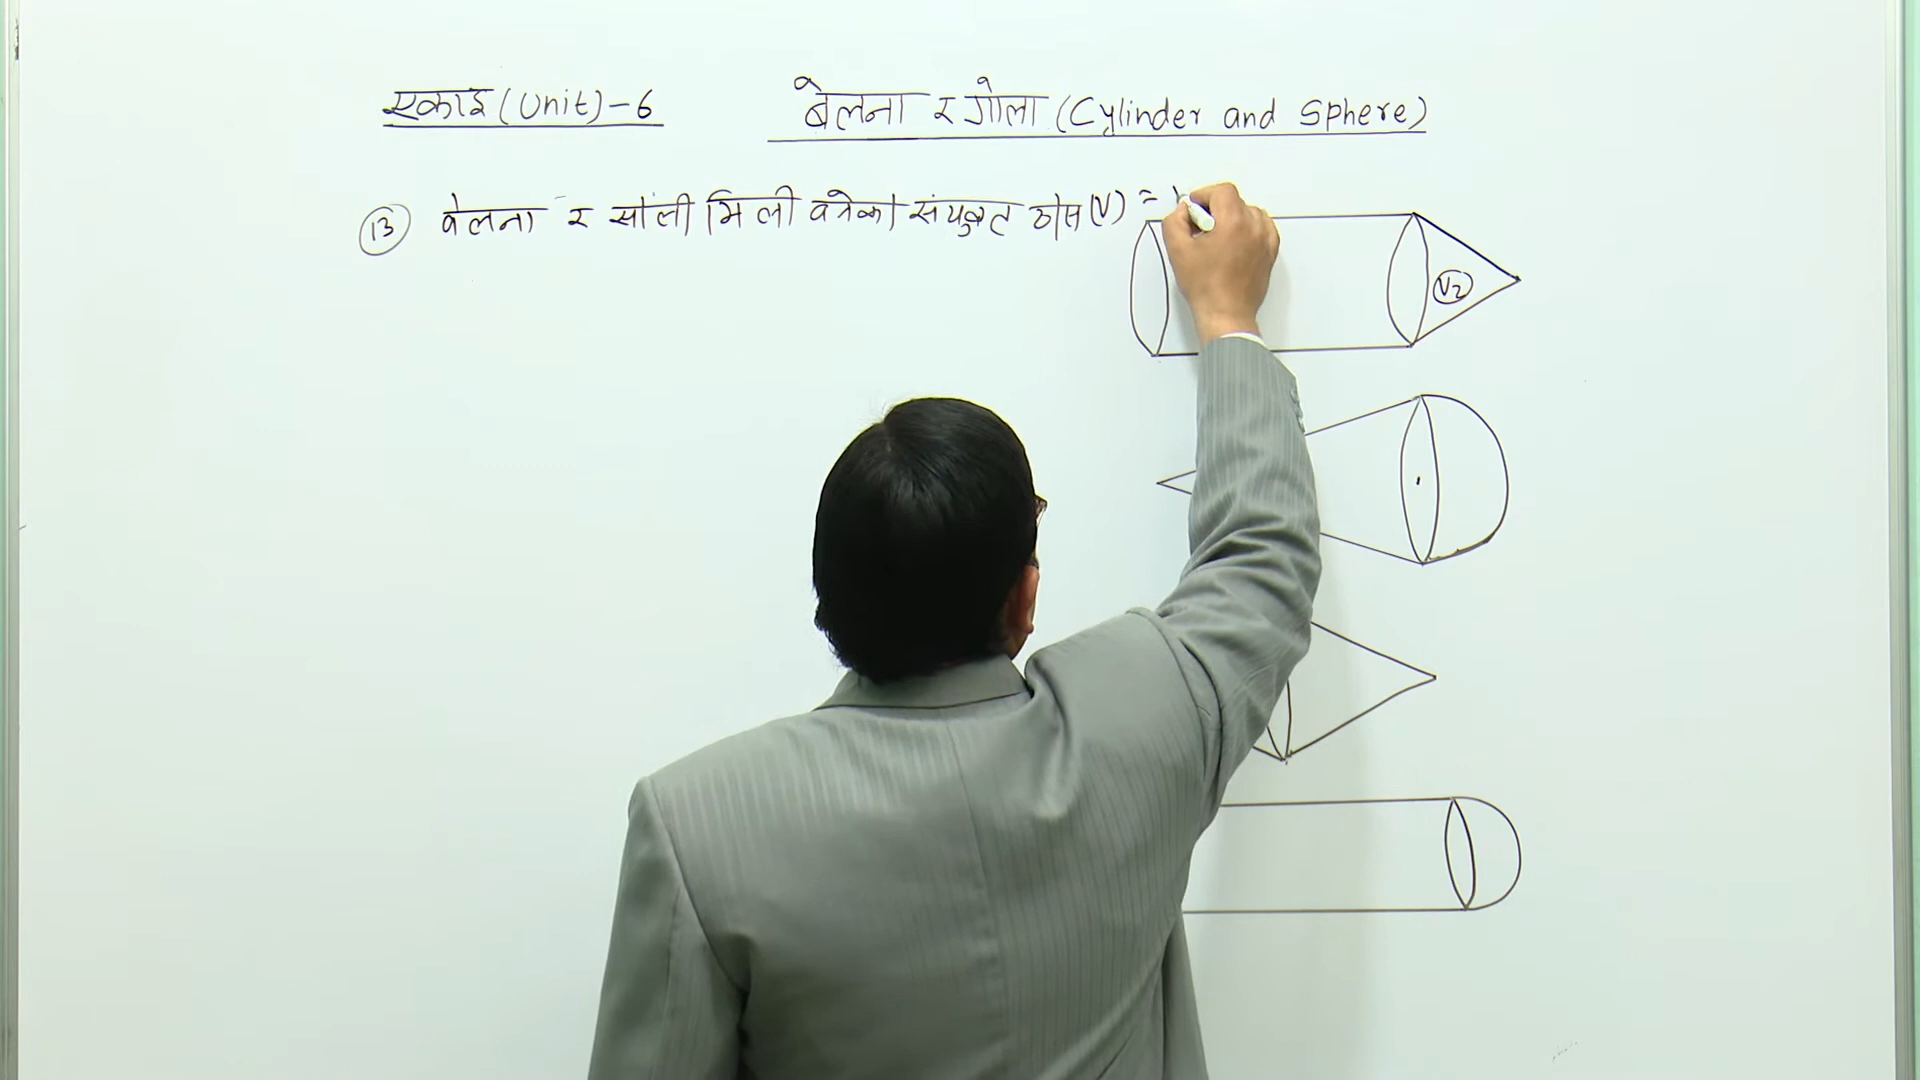 एकाइ (Unit) - 6
बेलना र गोला (Cylinder and Sphere)
13 बेलना र सोली मिली बनेको संयुक्त ठोस (V) =
V2